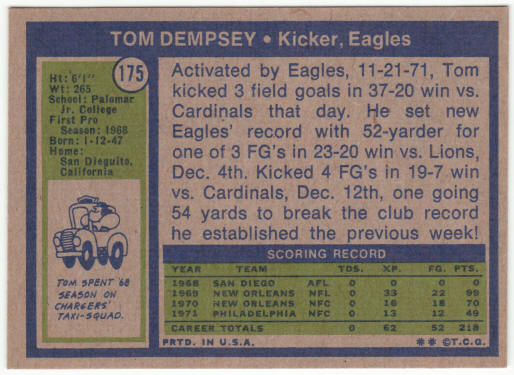 TOM DEMPSEY • Kicker, Eagles
175
Ht: 6'1"
Wt: 265
School: Palomar
Jr. College
First Pro
Season: 1968
Born: 1-12-47
Home:
San Dieguito,
California
TOM SPENT '68
SEASON ON
CHARGERS'
TAXI-SQUAD.
Activated by Eagles, 11-21-71, Tom
kicked 3 field goals in 37-20 win vs.
Cardinals that day. He set new
Eagles' record with 52-yarder for
one of 3 FG's in 23-20 win vs. Lions,
Dec. 4th. Kicked 4 FG's in 19-7 win
vs. Cardinals, Dec. 12th, one going
54 yards to break the club record
he established the previous week!
SCORING RECORD
YEAR TEAM TDS. XP. FG. PTS.
1968 SAN DIEGO AFL 0 0 0 0
1969 NEW ORLEANS NFL 0 33 22 99
1970 NEW ORLEANS NFC 0 16 18 70
1971 PHILADELPHIA NFC 0 13 12 49
CAREER TOTALS 0 62 52 218
PRTD. IN U.S.A. ** ©T.C.G.